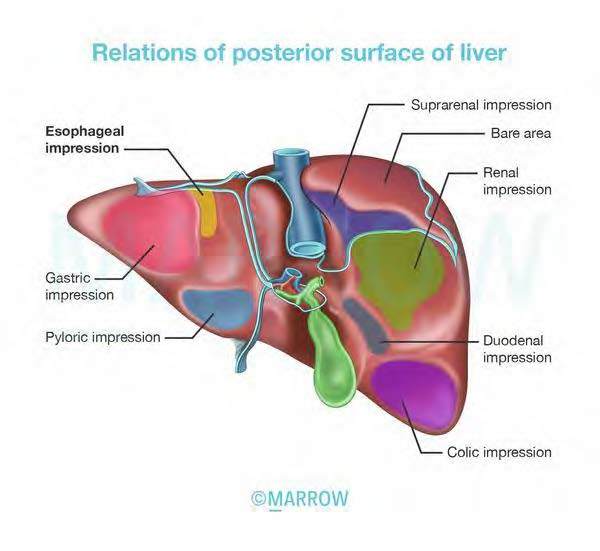 Relations of posterior surface of liver
Suprarenal impression
Esophageal
impression
Bare area
Renal
impression
Gastric
impression
Pyloric impression
Duodenal
impression
Colic impression
©MARROW
MARROW